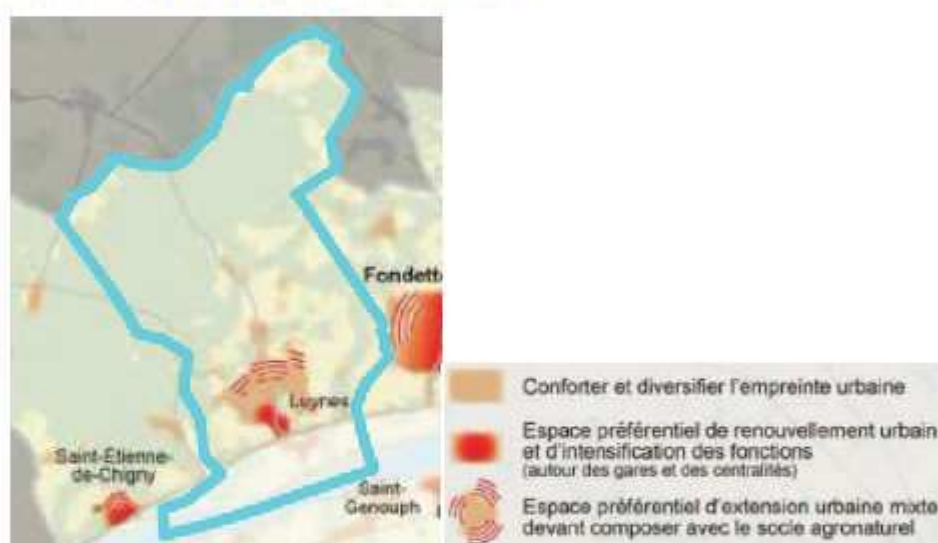 Fondett
Luynes
Saint-Etienne-
de-Chigny
Saint-
Genouph
Conforter et diversifier l'empreinte urbaine
Espace préférentiel de renouvellement urbain
et d'intensification des fonctions
(autour des gares et des centralités)
Espace préférentiel d'extension urbaine mixte
devant composer avec le socle agronaturel